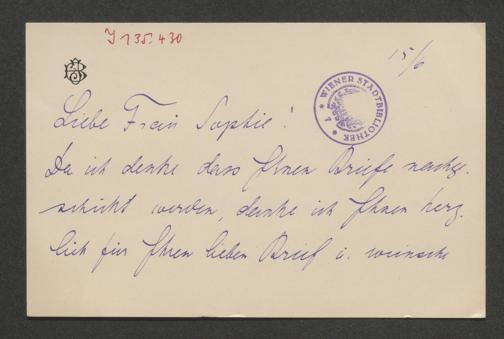 J 135.430
15/6
WIENER STADTBIBLIOTHEK
Liebe Frau Sophie!
Da ich denke dass Ihnen Briefe nachge-
schickt werden, danke ich Ihnen herz-
lich für Ihren lieben Brief u. wünsche